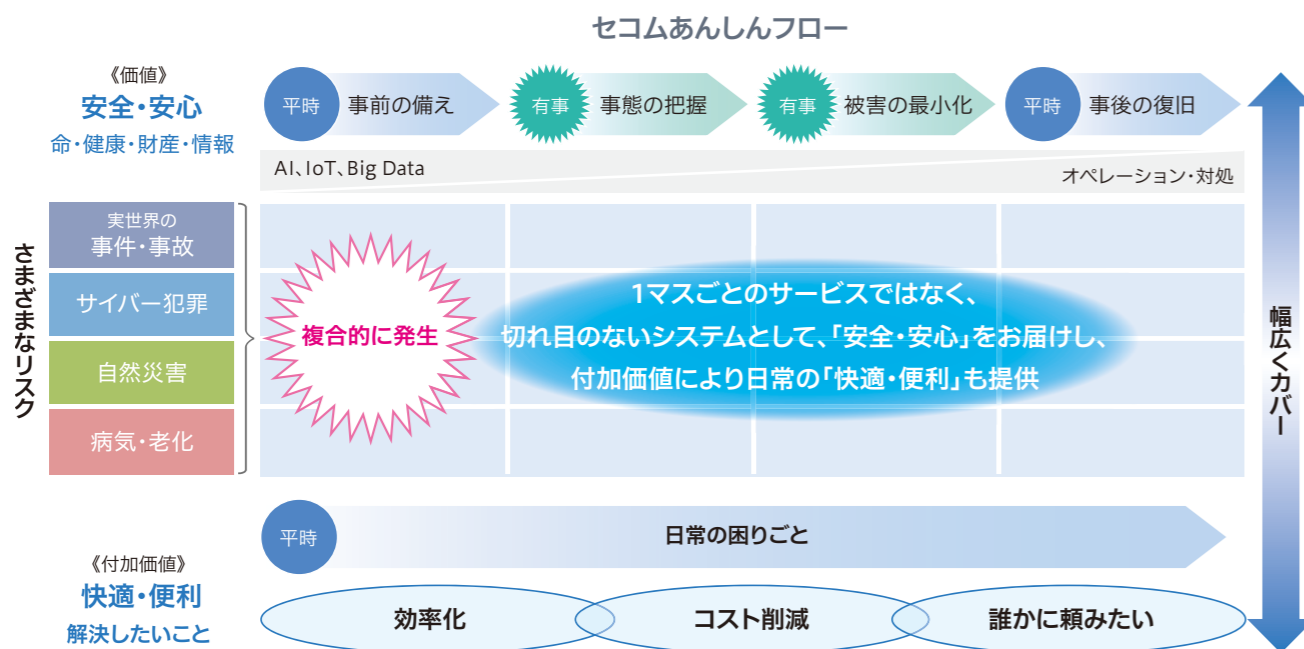 セコムあんしんフロー
《価値》
安全・安心
命・健康・財産・情報
平時
事前の備え
有事
事態の把握
有事
被害の最小化
平時
事後の復旧
AI、IoT、Big Data
オペレーション・対処
さまざまなリスク
実世界の
事件・事故
サイバー犯罪
自然災害
病気・老化
複合的に発生
1マスごとのサービスではなく、
切れ目のないシステムとして、「安全・安心」をお届けし、
付加価値により日常の「快適・便利」も提供
幅広くカバー
《付加価値》
快適・便利
解決したいこと
平時
日常の困りごと
効率化
コスト削減
誰かに頼みたい